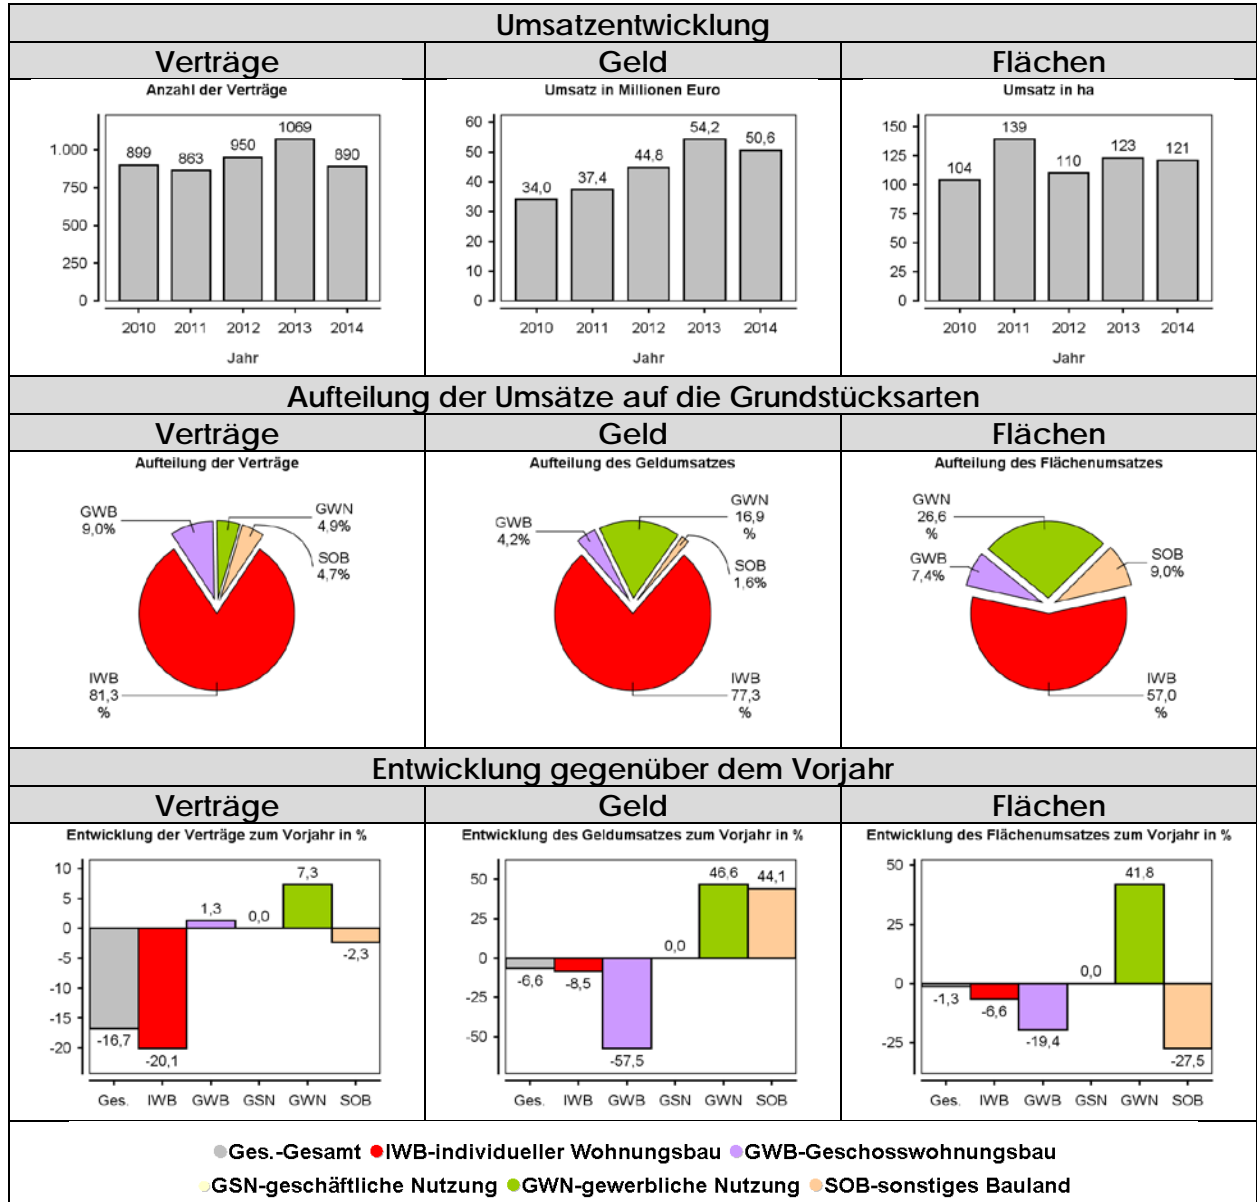 Umsatzentwicklung
Verträge Geld Flächen
Anzahl der Verträge
1.000
750
500
250
0
899 863 950 1069 890
2010 2011 2012 2013 2014
Jahr
Umsatz in Millionen Euro
60
50
40
30
20
10
0
34,0 37,4 44,8 54,2 50,6
2010 2011 2012 2013 2014
Jahr
Umsatz in ha
150
125
100
75
50
25
0
104 139 110 123 121
2010 2011 2012 2013 2014
Jahr
Aufteilung der Umsätze auf die Grundstücksarten
Verträge Geld Flächen
Aufteilung der Verträge
GWB
9,0%
GWN
4,9%
SOB
4,7%
IWB
81,3
%
Aufteilung des Geldumsatzes
GWB
4,2%
GWN
16,9
%
SOB
1,6%
IWB
77,3
%
Aufteilung des Flächenumsatzes
GWN
26,6
%
GWB
7,4%
SOB
9,0%
IWB
57,0
%
Entwicklung gegenüber dem Vorjahr
Verträge Geld Flächen
Entwicklung der Verträge zum Vorjahr in %
10
5
0
-5
-10
-15
-20
-16,7 -20,1 1,3 0,0 7,3 -2,3
Ges. IWB GWB GSN GWN SOB
Entwicklung des Geldumsatzes zum Vorjahr in %
50
25
0
-25
-50
-6,6 -8,5 -57,5 0,0 46,6 44,1
Ges. IWB GWB GSN GWN SOB
Entwicklung des Flächenumsatzes zum Vorjahr in %
50
25
0
-25
-1,3 -6,6 -19,4 0,0 41,8 -27,5
Ges. IWB GWB GSN GWN SOB
Ges.-Gesamt IWB-individueller Wohnungsbau GWB-Geschosswohnungsbau
GSN-geschäftliche Nutzung GWN-gewerbliche Nutzung SOB-sonstiges Bauland